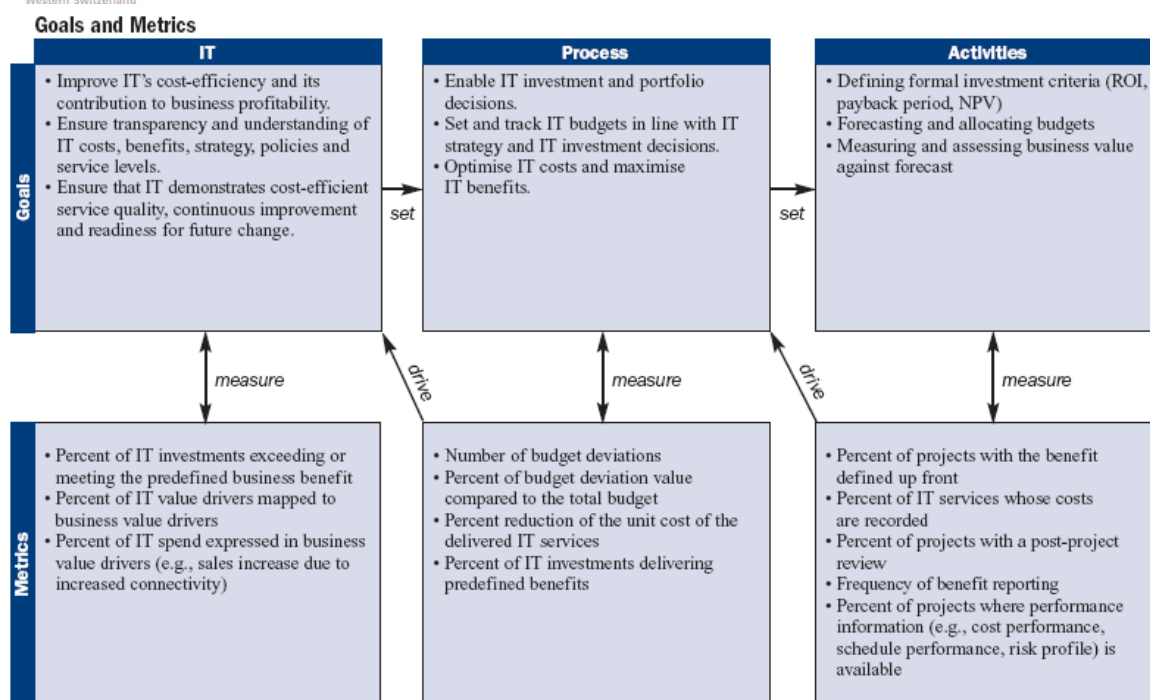 Western Switzerland
Goals and Metrics
IT
Process
Activities
Goals
• Improve IT's cost-efficiency and its
contribution to business profitability.
• Ensure transparency and understanding of
IT costs, benefits, strategy, policies and
service levels.
• Ensure that IT demonstrates cost-efficient
service quality, continuous improvement
and readiness for future change.
set
• Enable IT investment and portfolio
decisions.
• Set and track IT budgets in line with IT
strategy and IT investment decisions.
• Optimise IT costs and maximise
IT benefits.
set
• Defining formal investment criteria (ROI,
payback period, NPV)
• Forecasting and allocating budgets
• Measuring and assessing business value
against forecast
measure
drive
measure
drive
measure
Metrics
• Percent of IT investments exceeding or
meeting the predefined business benefit
• Percent of IT value drivers mapped to
business value drivers
• Percent of IT spend expressed in business
value drivers (e.g., sales increase due to
increased connectivity)
• Number of budget deviations
• Percent of budget deviation value
compared to the total budget
• Percent reduction of the unit cost of the
delivered IT services
• Percent of IT investments delivering
predefined benefits
• Percent of projects with the benefit
defined up front
• Percent of IT services whose costs
are recorded
• Percent of projects with a post-project
review
• Frequency of benefit reporting
• Percent of projects where performance
information (e.g., cost performance,
schedule performance, risk profile) is
available